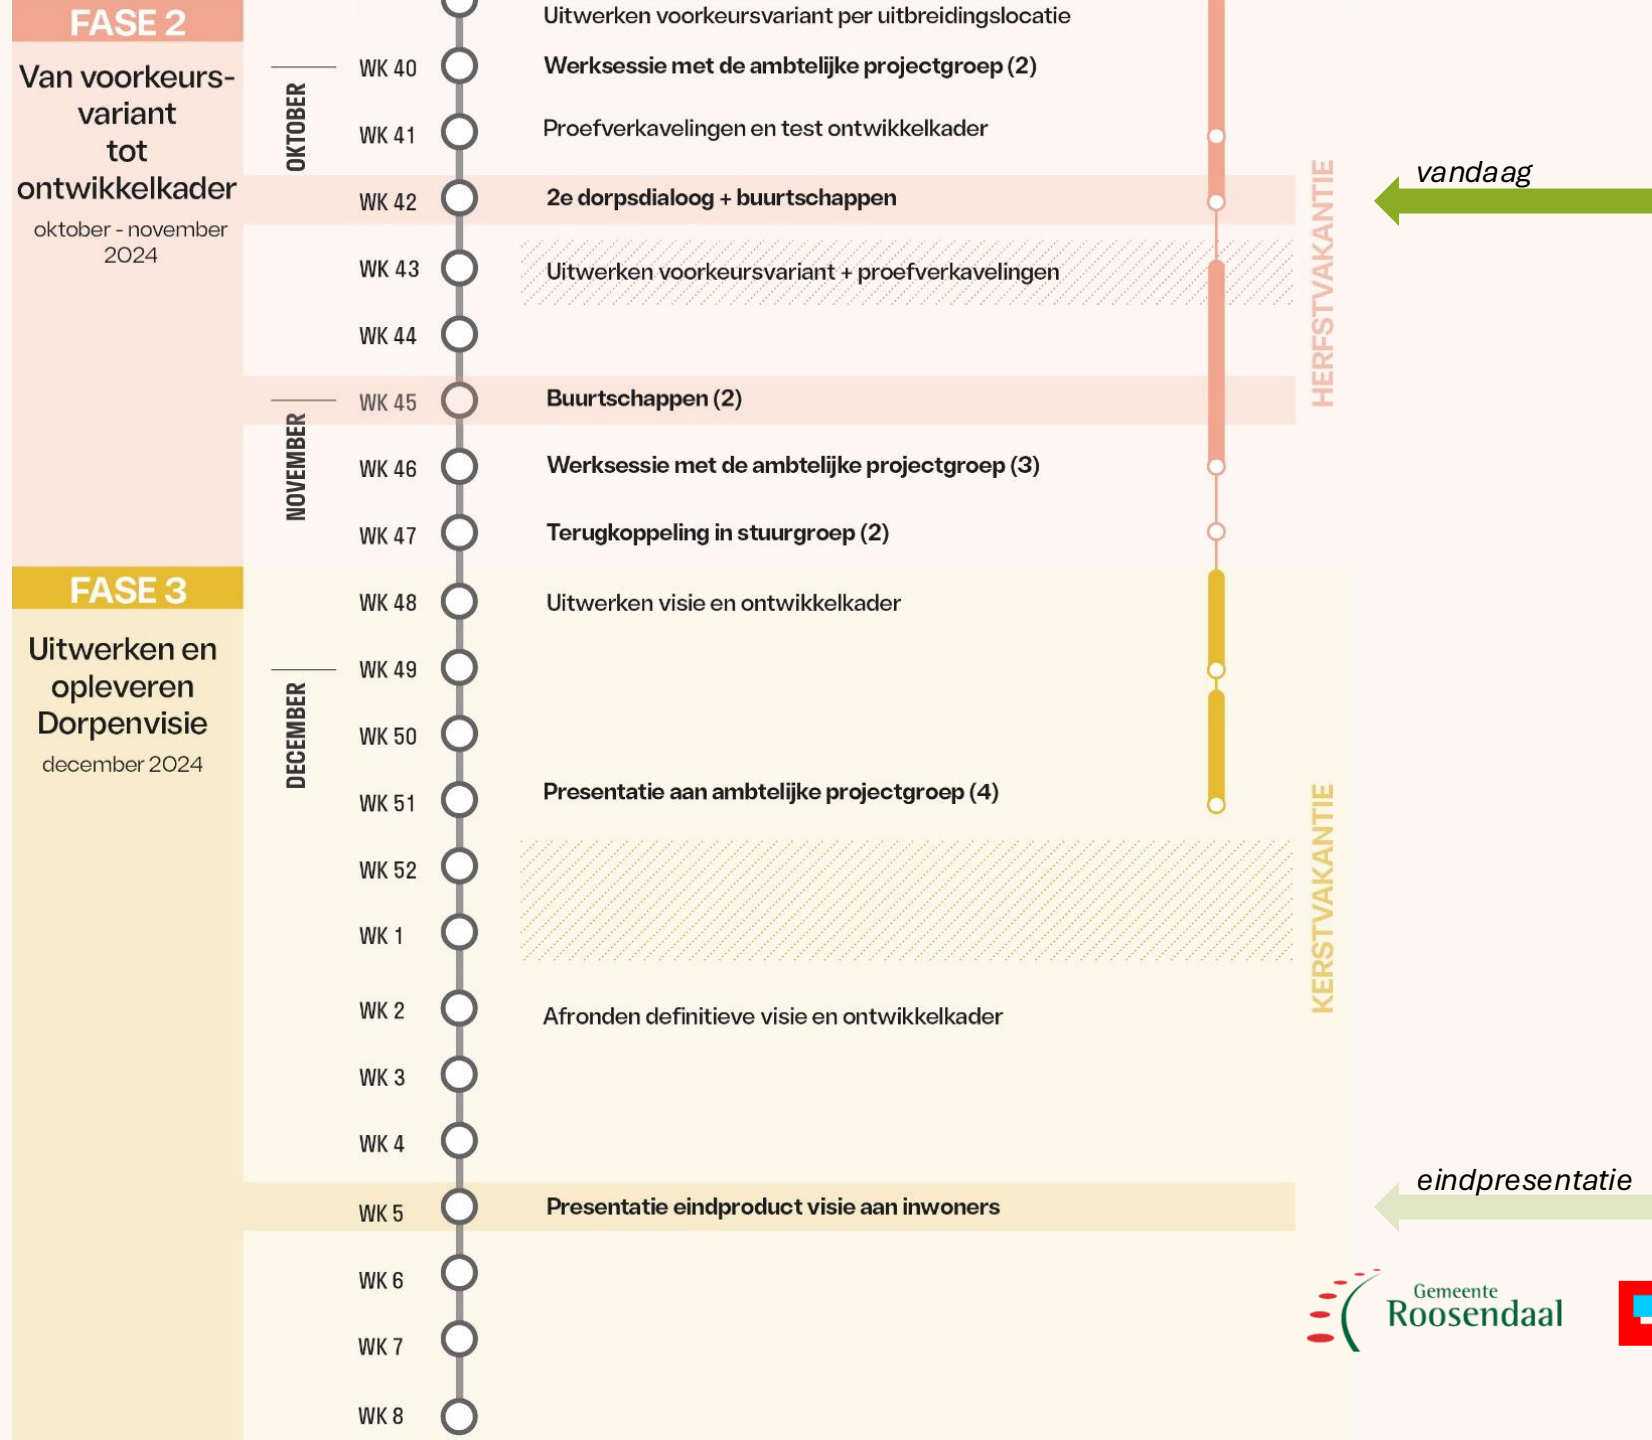 FASE 2
Van voorkeurs-
variant
tot
ontwikkelkader
oktober - november
2024
OKTOBER
Uitwerken voorkeursvariant per uitbreidingslocatie
WK 40 Werksessie met de ambtelijke projectgroep (2)
WK 41 Proefverkavelingen en test ontwikkelkader
WK 42 2e dorpsdialoog + buurtschappen
WK 43 Uitwerken voorkeursvariant + proefverkavelingen
WK 44
HERFSTVAKANTIE
vandaag
NOVEMBER
WK 45 Buurtschappen (2)
WK 46 Werksessie met de ambtelijke projectgroep (3)
WK 47 Terugkoppeling in stuurgroep (2)
FASE 3
Uitwerken en
opleveren
Dorpenvisie
december 2024
WK 48 Uitwerken visie en ontwikkelkader
DECEMBER
WK 49
WK 50
WK 51 Presentatie aan ambtelijke projectgroep (4)
WK 52
WK 1
KERSTVAKANTIE
WK 2 Afronden definitieve visie en ontwikkelkader
WK 3
WK 4
WK 5 Presentatie eindproduct visie aan inwoners
eindpresentatie
WK 6
WK 7
WK 8
Gemeente
Roosendaal